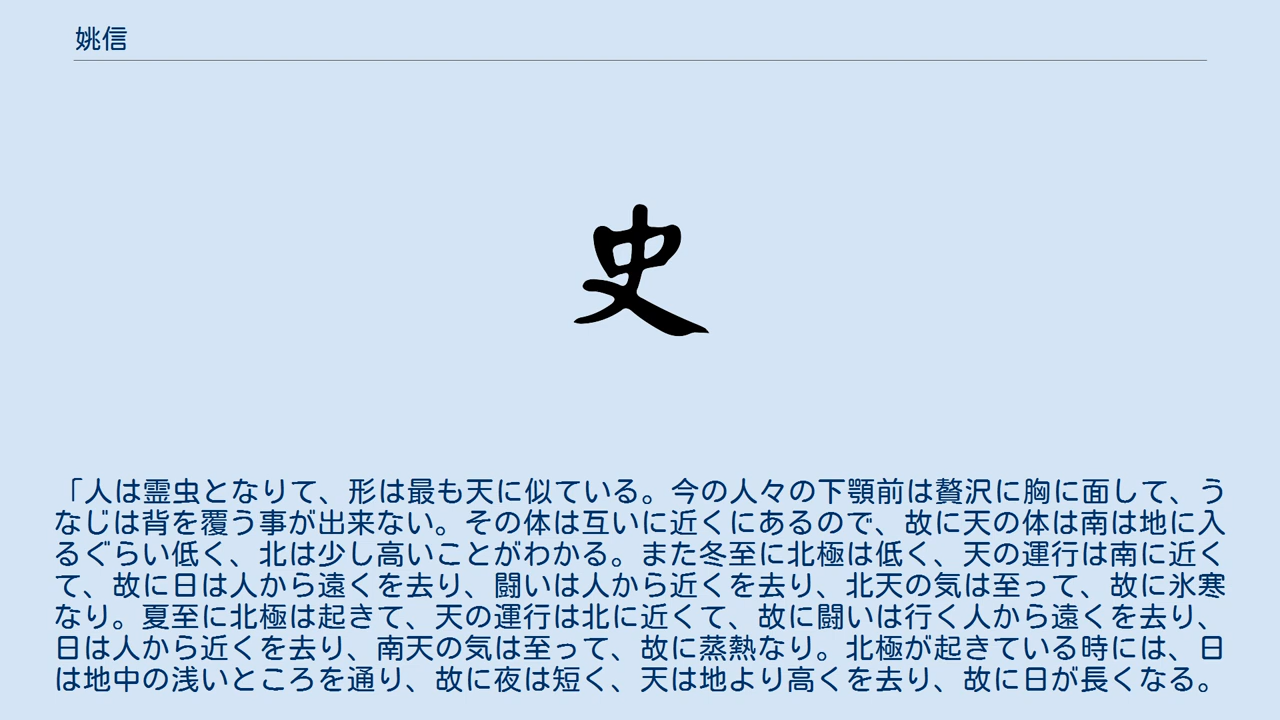 姚信
史
「人は霊虫となりて、形は最も天に似ている。今の人々の下顎前は贅沢に胸に面して、う
なじは背を覆う事が出来ない。その体は互いに近くにあるので、故に天の体は南は地に入
るぐらい低く、北は少し高いことがわかる。また冬至に北極は低く、天の運行は南に近く
て、故に日は人から遠くを去り、闘いは人から近くを去り、北天の気は至って、故に氷寒
なり。夏至に北極は起きて、天の運行は北に近くて、故に闘いは行く人から遠くを去り、
日は人から近くを去り、南天の気は至って、故に蒸熱なり。北極が起きている時には、日
は地中の浅いところを通り、故に夜は短く、天は地より高くを去り、故に日が長くなる。